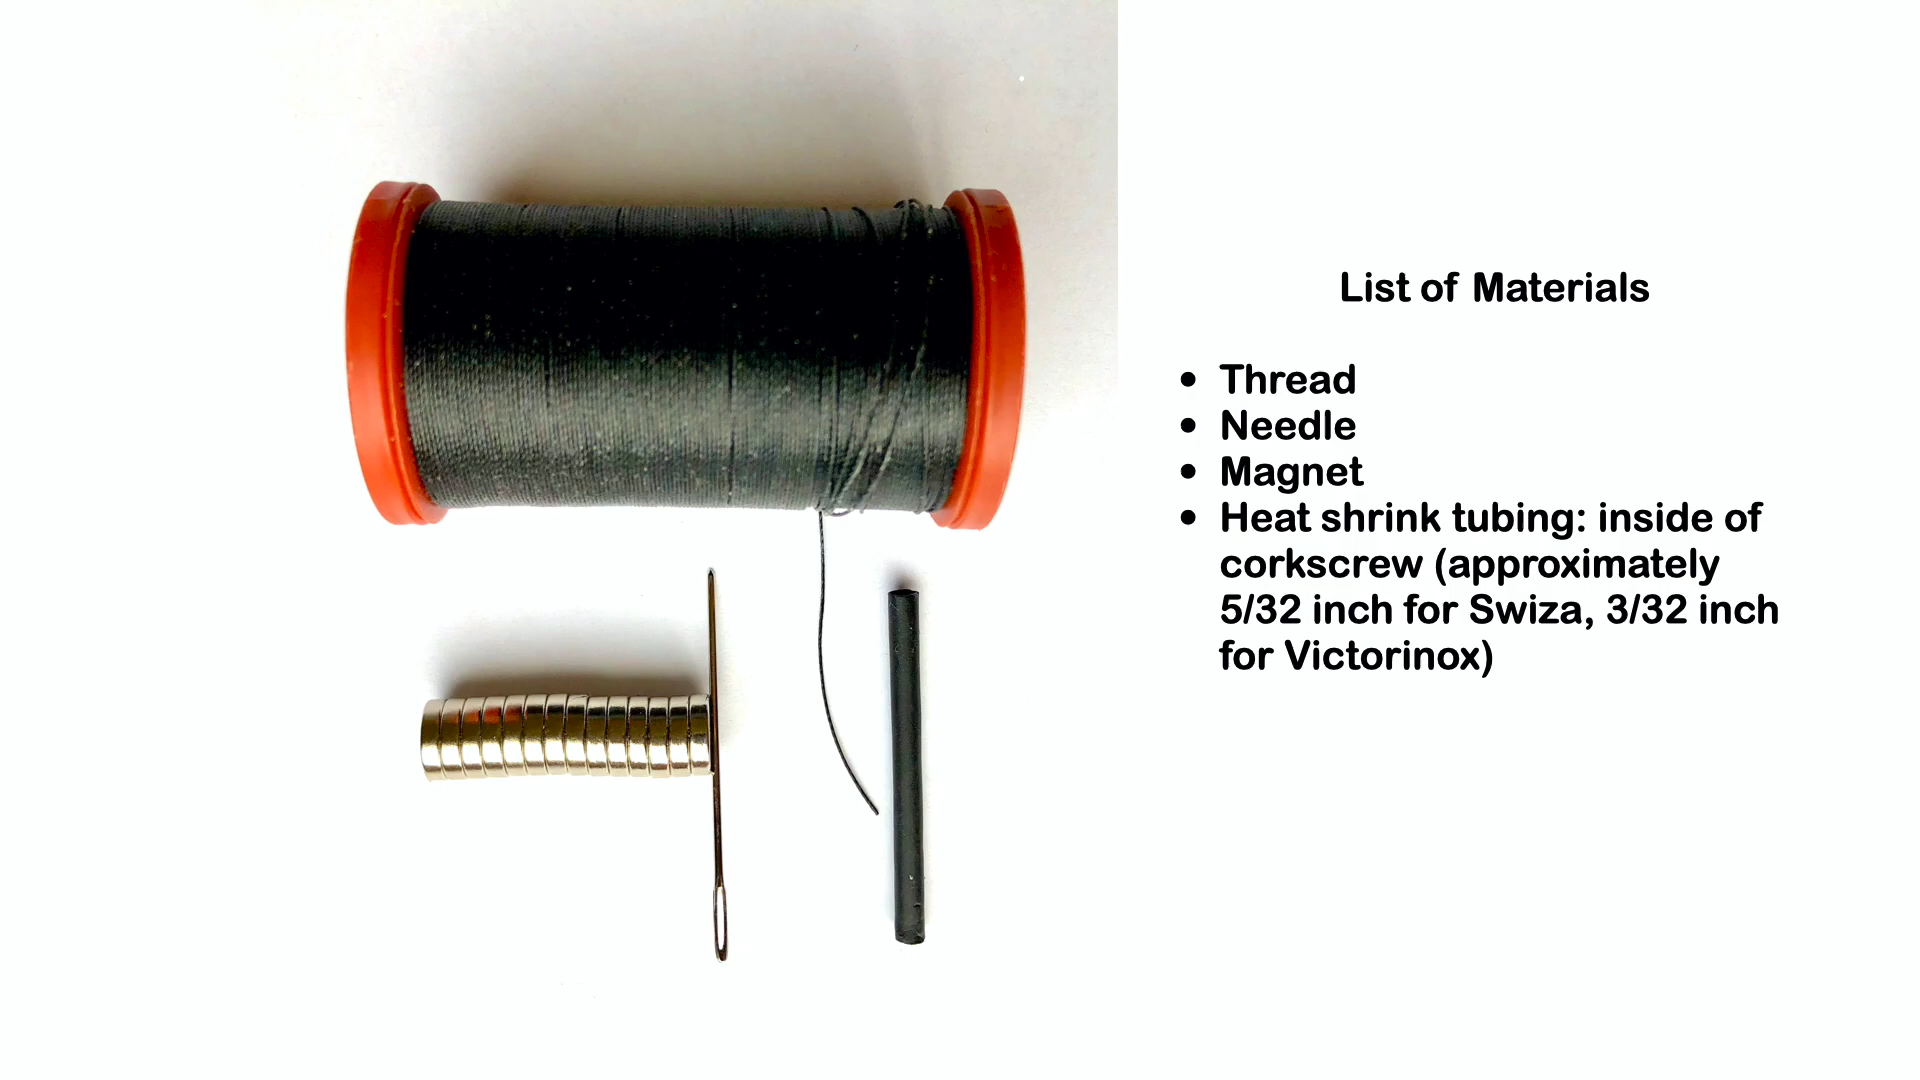 List of Materials
• Thread
• Needle
• Magnet
• Heat shrink tubing: inside of
corkscrew (approximately
5/32 inch for Swiza, 3/32 inch
for Victorinox)